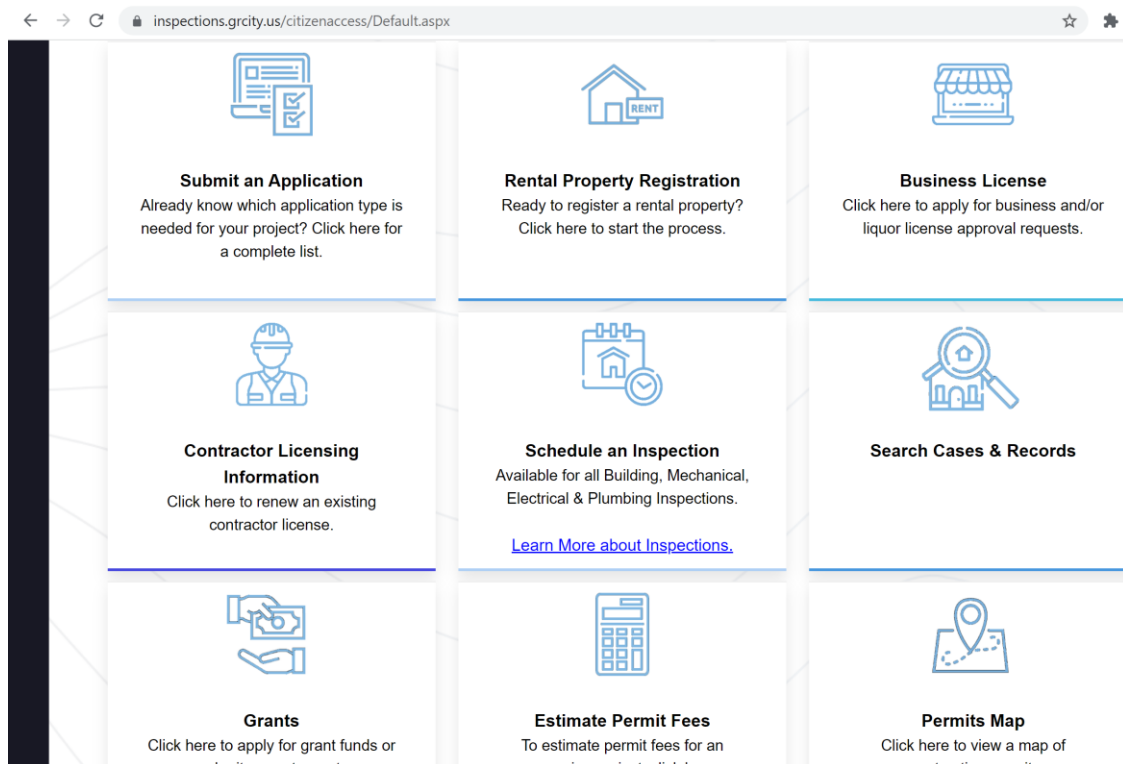 inspections.grcity.us/citizenaccess/Default.aspx
Submit an Application
Already know which application type is
needed for your project? Click here for
a complete list.
RENT
Rental Property Registration
Ready to register a rental property?
Click here to start the process.
Business License
Click here to apply for business and/or
liquor license approval requests.
Contractor Licensing
Information
Click here to renew an existing
contractor license.
Schedule an Inspection
Available for all Building, Mechanical,
Electrical & Plumbing Inspections.
Learn More about Inspections.
Search Cases & Records
Grants
Click here to apply for grant funds or
Estimate Permit Fees
To estimate permit fees for an
Permits Map
Click here to view a map of